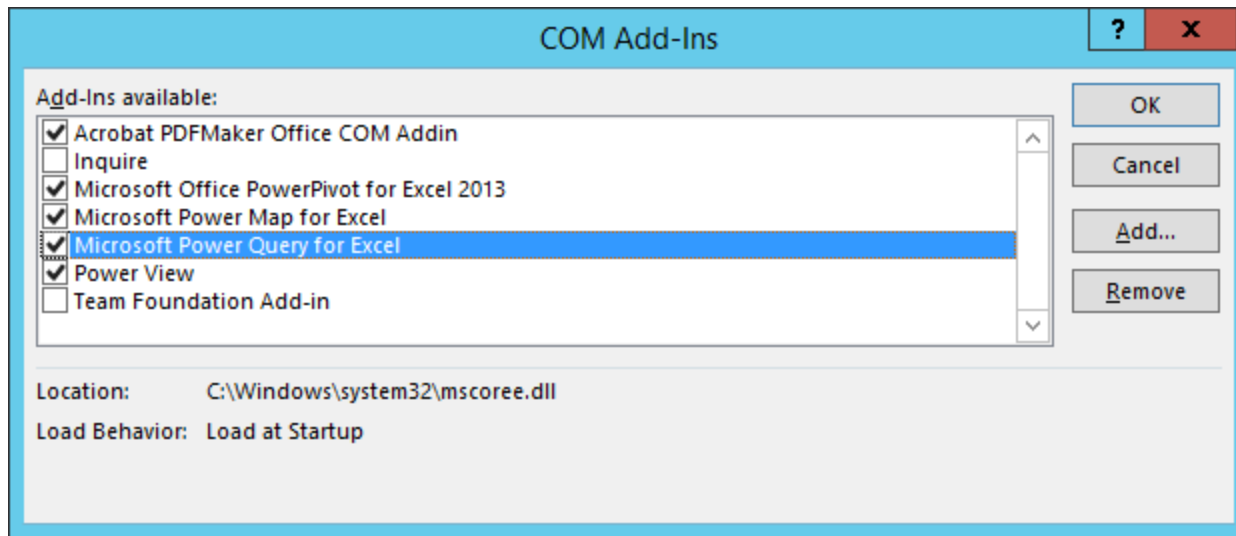 COM Add-Ins
? x
Add-Ins available:
Acrobat PDFMaker Office COM Addin
Inquire
Microsoft Office PowerPivot for Excel 2013
Microsoft Power Map for Excel
Microsoft Power Query for Excel
Power View
Team Foundation Add-in
OK
Cancel
Add...
Remove
Location: C:\Windows\system32\mscoree.dll
Load Behavior: Load at Startup